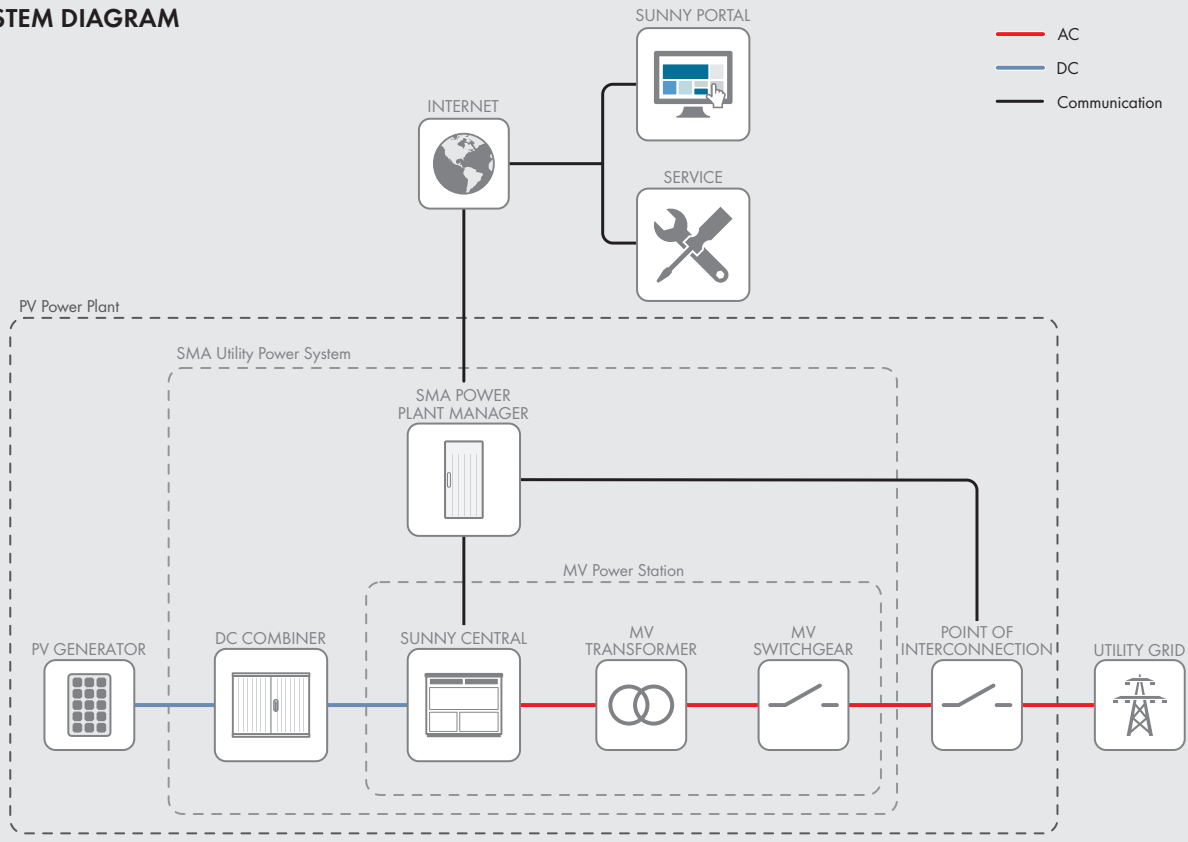 STEM DIAGRAM
SUNNY PORTAL
AC
DC
Communication
INTERNET
SERVICE
PV Power Plant
SMA Utility Power System
SMA POWER
PLANT MANAGER
MV Power Station
PV GENERATOR
DC COMBINER
SUNNY CENTRAL
MV
TRANSFORMER
MV
SWITCHGEAR
POINT OF
INTERCONNECTION
UTILITY GRID